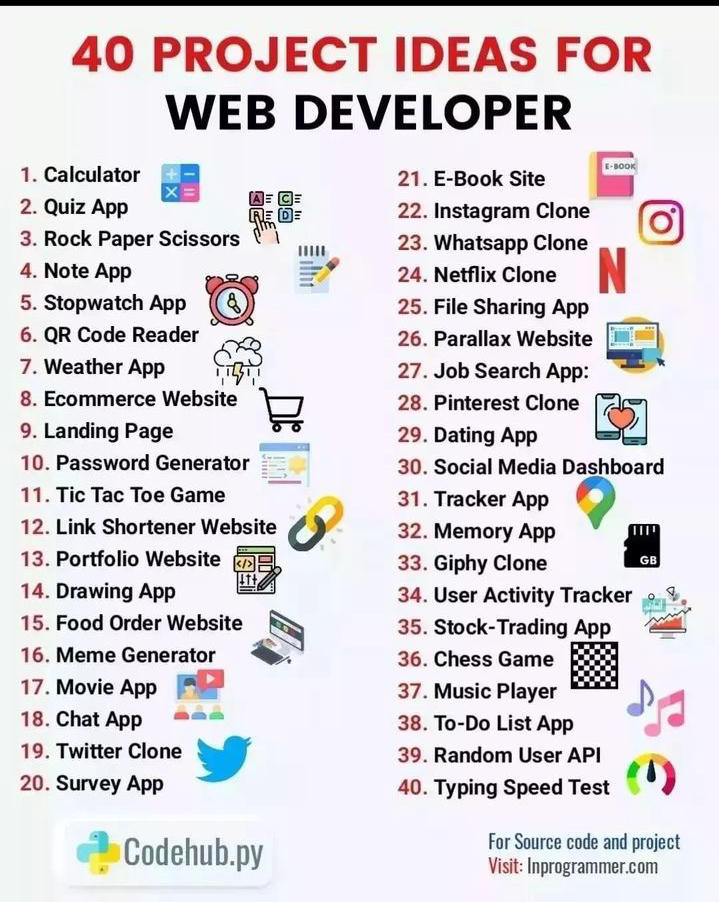 40 PROJECT IDEAS FOR
WEB DEVELOPER
1. Calculator
2. Quiz App
3. Rock Paper Scissors
4. Note App
5. Stopwatch App
6. QR Code Reader
7. Weather App
8. Ecommerce Website
9. Landing Page
10. Password Generator
11. Tic Tac Toe Game
12. Link Shortener Website
13. Portfolio Website
14. Drawing App
15. Food Order Website
16. Meme Generator
17. Movie App
18. Chat App
19. Twitter Clone
20. Survey App
A C
B D
21. E-Book Site
22. Instagram Clone
23. Whatsapp Clone
24. Netflix Clone
25. File Sharing App
26. Parallax Website
27. Job Search App:
28. Pinterest Clone
29. Dating App
30. Social Media Dashboard
31. Tracker App
32. Memory App
33. Giphy Clone
34. User Activity Tracker
35. Stock-Trading App
36. Chess Game
37. Music Player
38. To-Do List App
39. Random User API
40. Typing Speed Test
E-BOOK
N
GB
Codehub.py
For Source code and project
Visit: Inprogrammer.com